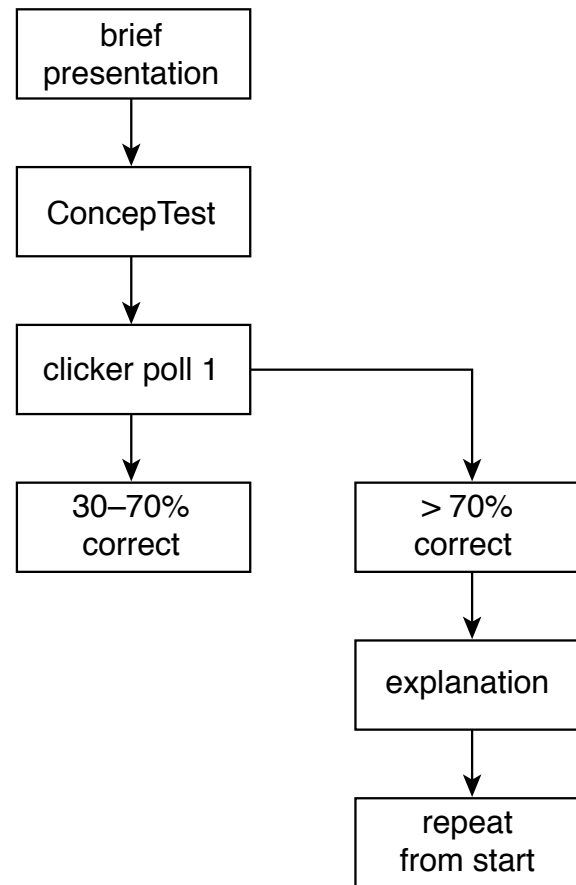 brief
presentation
ConcepTest
clicker poll 1
30–70%
correct
> 70%
correct
explanation
repeat
from start